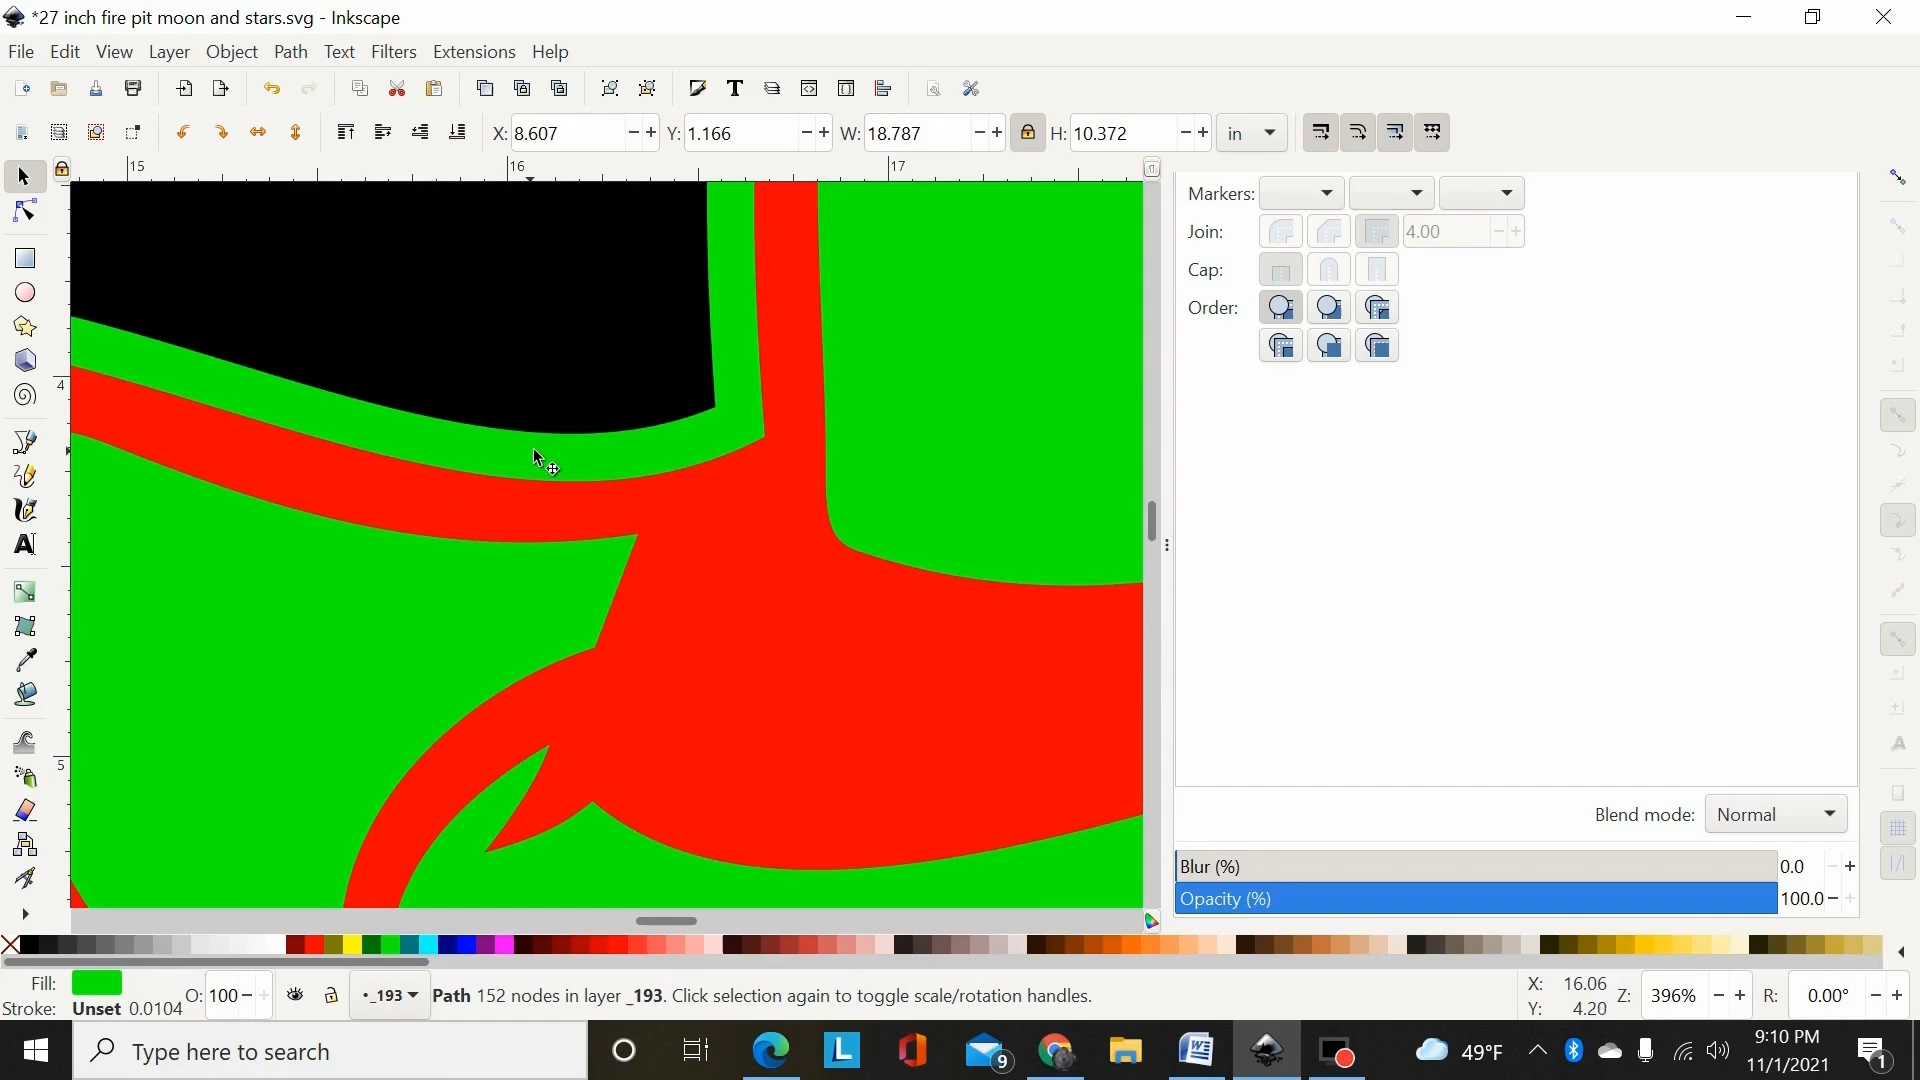 *27 inch fire pit moon and stars.svg - Inkscape
File Edit View Layer Object Path Text Filters Extensions Help
X: 8.607 Y: 1.166 W: 18.787 H: 10.372 in
15 16 17
Markers:
Join: 4.00
Cap:
Order:
4
5
Blend mode: Normal
Blur (%) 0.0
Opacity (%) 100.0
Fill: O: 100 •_193 Path 152 nodes in layer _193. Click selection again to toggle scale/rotation handles. X: 16.06 Z: 396% R: 0.00°
Stroke: Unset 0.0104 Y: 4.20
Type here to search 9 49°F 9:10 PM 1
11/1/2021